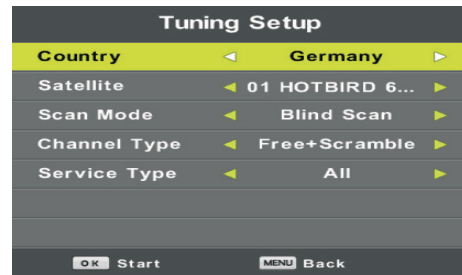 Tuning Setup
Country Germany
Satellite 01 HOTBIRD 6...
Scan Mode Blind Scan
Channel Type Free+Scramble
Service Type All
OK Start MENU Back